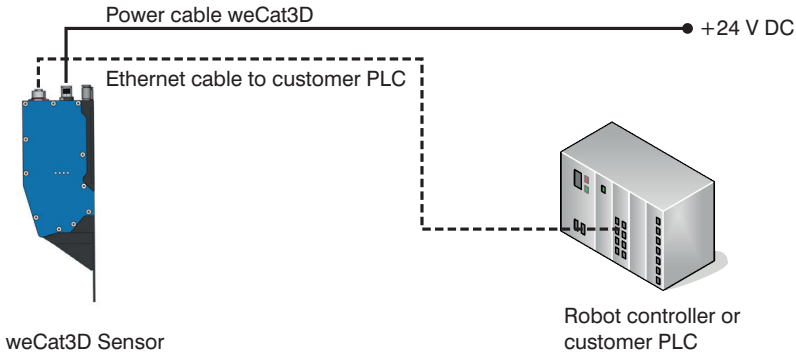 Power cable weCat3D
+24 V DC
Ethernet cable to customer PLC
Robot controller or
customer PLC
weCat3D Sensor